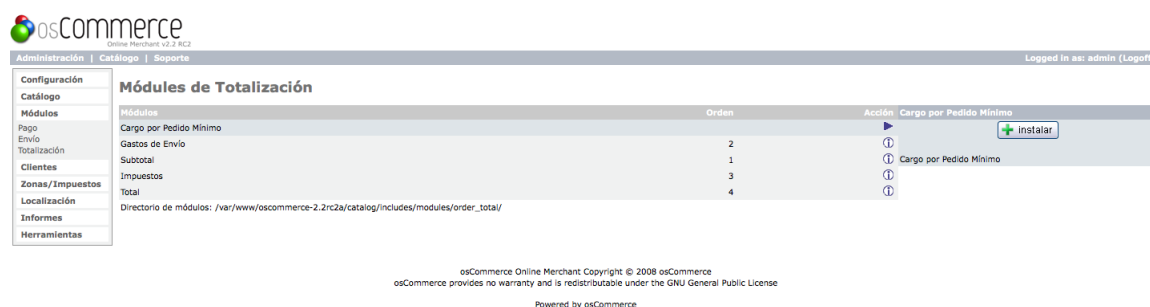 osCommerce
Online Merchant v2.2 RC2
Administración | Catálogo | Soporte Logged in as: admin (Logoff
Configuración
Catálogo
Módulos
Pago
Envío
Totalización
Clientes
Zonas/Impuestos
Localización
Informes
Herramientas
Módules de Totalización
Módulos Orden Acción
Cargo por Pedido Mínimo
Gastos de Envío 2
Subtotal 1
Impuestos 3
Total 4
Directorio de módulos: /var/www/oscommerce-2.2rc2a/catalog/includes/modules/order_total/
Cargo por Pedido Mínimo
instalar
Cargo por Pedido Mínimo
osCommerce Online Merchant Copyright © 2008 osCommerce
osCommerce provides no warranty and is redistributable under the GNU General Public License
Powered by osCommerce